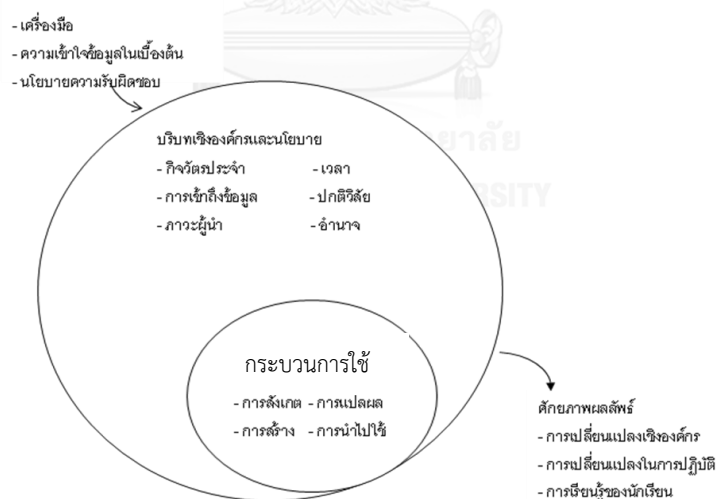 - เครื่องมือ
- ความเข้าใจข้อมูลในเบื้องต้น
- นโยบายความรับผิดชอบ
ยาลัย
RSITY
บริบทเชิงองค์กรและนโยบาย
- กิจวัตรประจำ - เวลา
- การเข้าถึงข้อมูล - ปกติวิสัย
- ภาวะผู้นำ - อำนาจ
กระบวนการใช้
- การสังเกต - การแปลผล
- การสร้าง - การนำไปใช้
ศักยภาพผลลัพธ์
- การเปลี่ยนแปลงเชิงองค์กร
- การเปลี่ยนแปลงในการปฏิบัติ
- การเรียนรู้ของนักเรียน